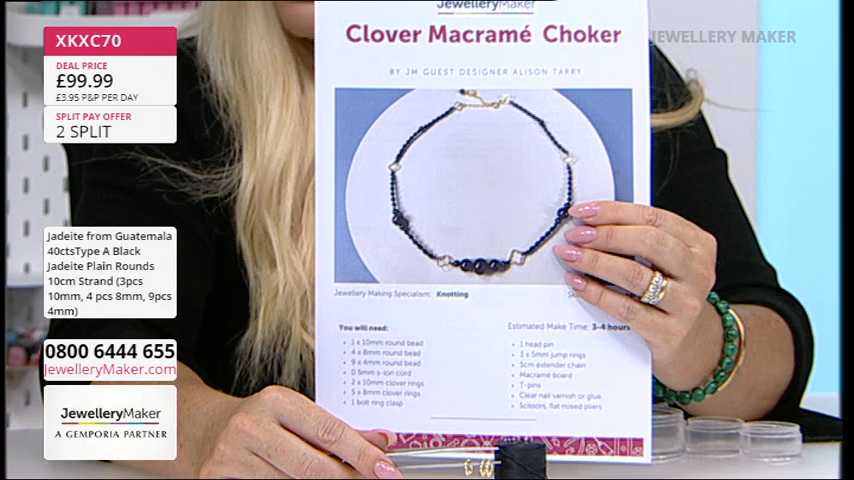 JewelleryMaker
Clover Macramé Choker
BY JM GUEST DESIGNER ALISON TARRY
JEWELLERY MAKER
XKXC70
DEAL PRICE
£99.99
£3.95 P&P PER DAY
SPLIT PAY OFFER
2 SPLIT
Jadeite from Guatemala
40ctsType A Black
Jadeite Plain Rounds
10cm Strand (3pcs
10mm, 4 pcs 8mm, 9pcs
4mm)
0800 6444 655
JewelleryMaker.com
JewelleryMaker
A GEMPORIA PARTNER
Jewellery Making Specialism: Knotting
You will need:
1 x 10mm round bead
4 x 8mm round bead
9 x 4mm round bead
0.5mm s-lon cord
2 x 10mm clover rings
5 x 8mm clover rings
1 bolt ring clasp
Estimated Make Time: 3-4 hours
1 head pin
3 x 5mm jump rings
5cm extender chain
Macramé board
T-pins
Clear nail varnish or glue
Scissors, flat nosed pliers